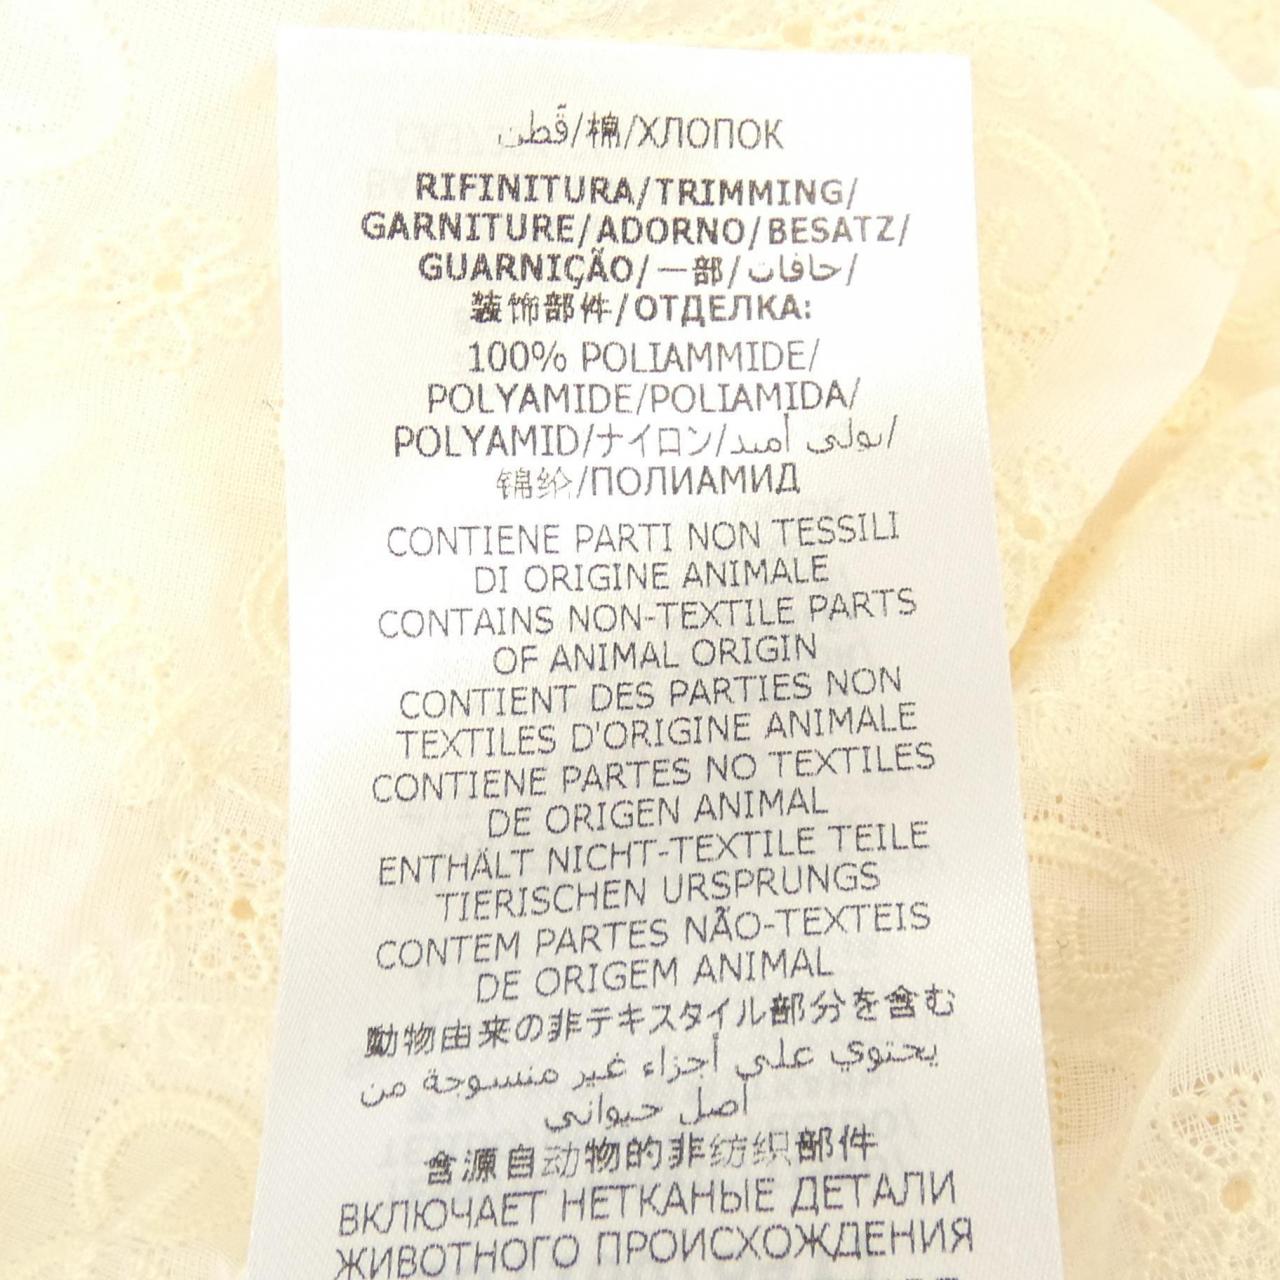 قطن/棉/ХЛОПОК
RIFINITURA/TRIMMING/
GARNITURE/ADORNO/BESATZ/
GUARNIÇÃO/一部/حافات/
装饰部件/ОТДЕЛКА:
100% POLIAMMIDE/
POLYAMIDE/POLIAMIDA/
POLYAMID/ナイロン/بولي أميد/
锦纶/ПОЛИАМИД
CONTIENE PARTI NON TESSILI
DI ORIGINE ANIMALE
CONTAINS NON-TEXTILE PARTS
OF ANIMAL ORIGIN
CONTIENT DES PARTIES NON
TEXTILES D'ORIGINE ANIMALE
CONTIENE PARTES NO TEXTILES
DE ORIGEN ANIMAL
ENTHÄLT NICHT-TEXTILE TEILE
TIERISCHEN URSPRUNGS
CONTEM PARTES NÃO-TEXTEIS
DE ORIGEM ANIMAL
動物由来の非テキスタイル部分を含む
يحتوي على أجزاء غير منسوجة من
أصل حيواني
含源自动物的非纺织部件
ВКЛЮЧАЕТ НЕТКАНЫЕ ДЕТАЛИ
ЖИВОТНОГО ПРОИСХОЖДЕНИЯ